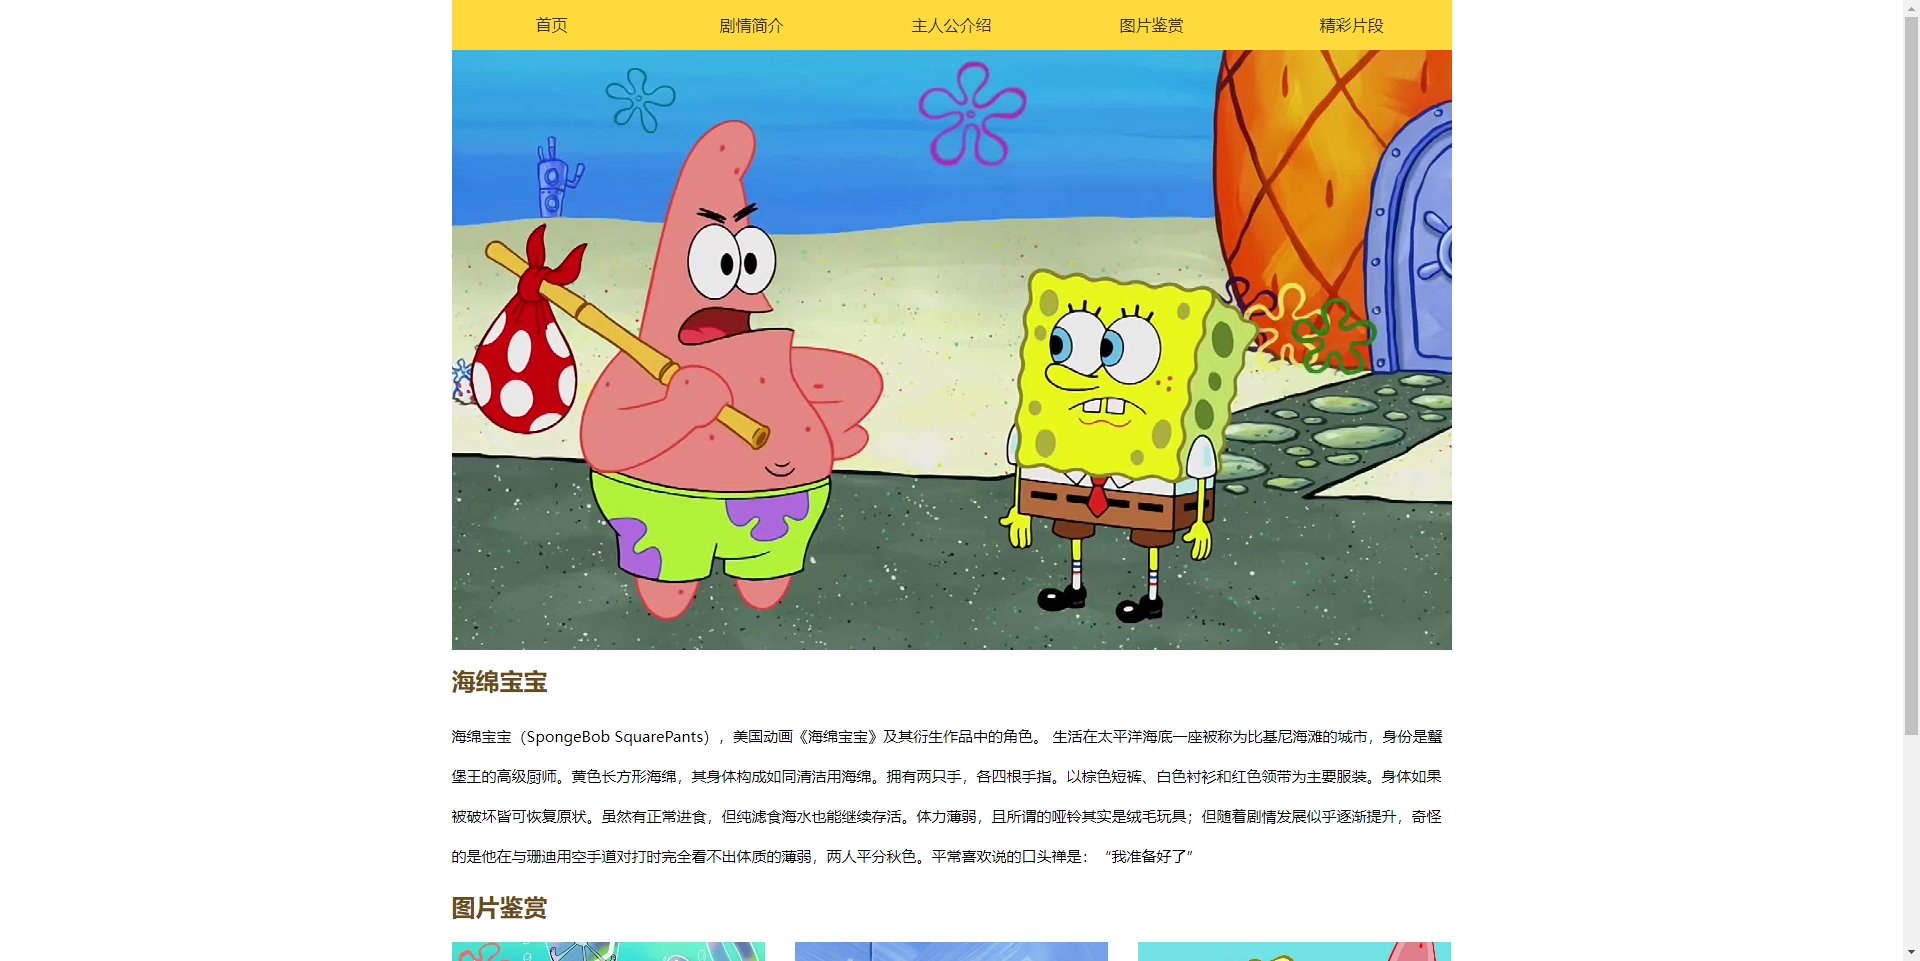 首页
剧情简介
主人公介绍
图片鉴赏
精彩片段
海绵宝宝
海绵宝宝（SpongeBob SquarePants），美国动画《海绵宝宝》及其衍生作品中的角色。 生活在太平洋海底一座被称为比基尼海滩的城市，身份是蟹
堡王的高级厨师。黄色长方形海绵，其身体构成如同清洁用海绵。拥有两只手，各四根手指。以棕色短裤、白色衬衫和红色领带为主要服装。身体如果
被破坏皆可恢复原状。虽然有正常进食，但纯滤食海水也能继续存活。体力薄弱，且所谓的哑铃其实是绒毛玩具；但随着剧情发展似乎逐渐提升，奇怪
的是他在与珊迪用空手道对打时完全看不出体质的薄弱，两人平分秋色。平常喜欢说的口头禅是：“我准备好了”
图片鉴赏